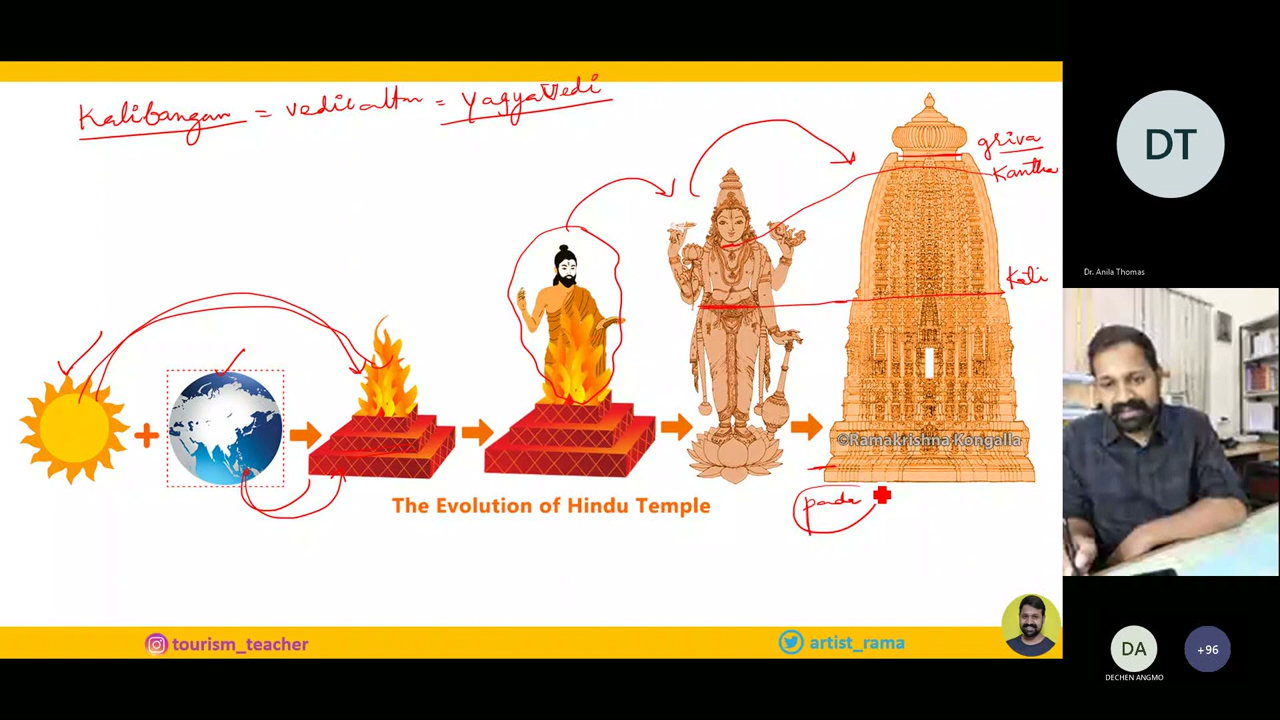 Kalibangan = vedic altar = YagyaVedi
griva
Kantha
Kati
©Ramakrishna Kongalla
The Evolution of Hindu Temple
pada
tourism_teacher
artist_rama
DT
Dr. Anila Thomas
DA
+96
DECHEN ANGMO